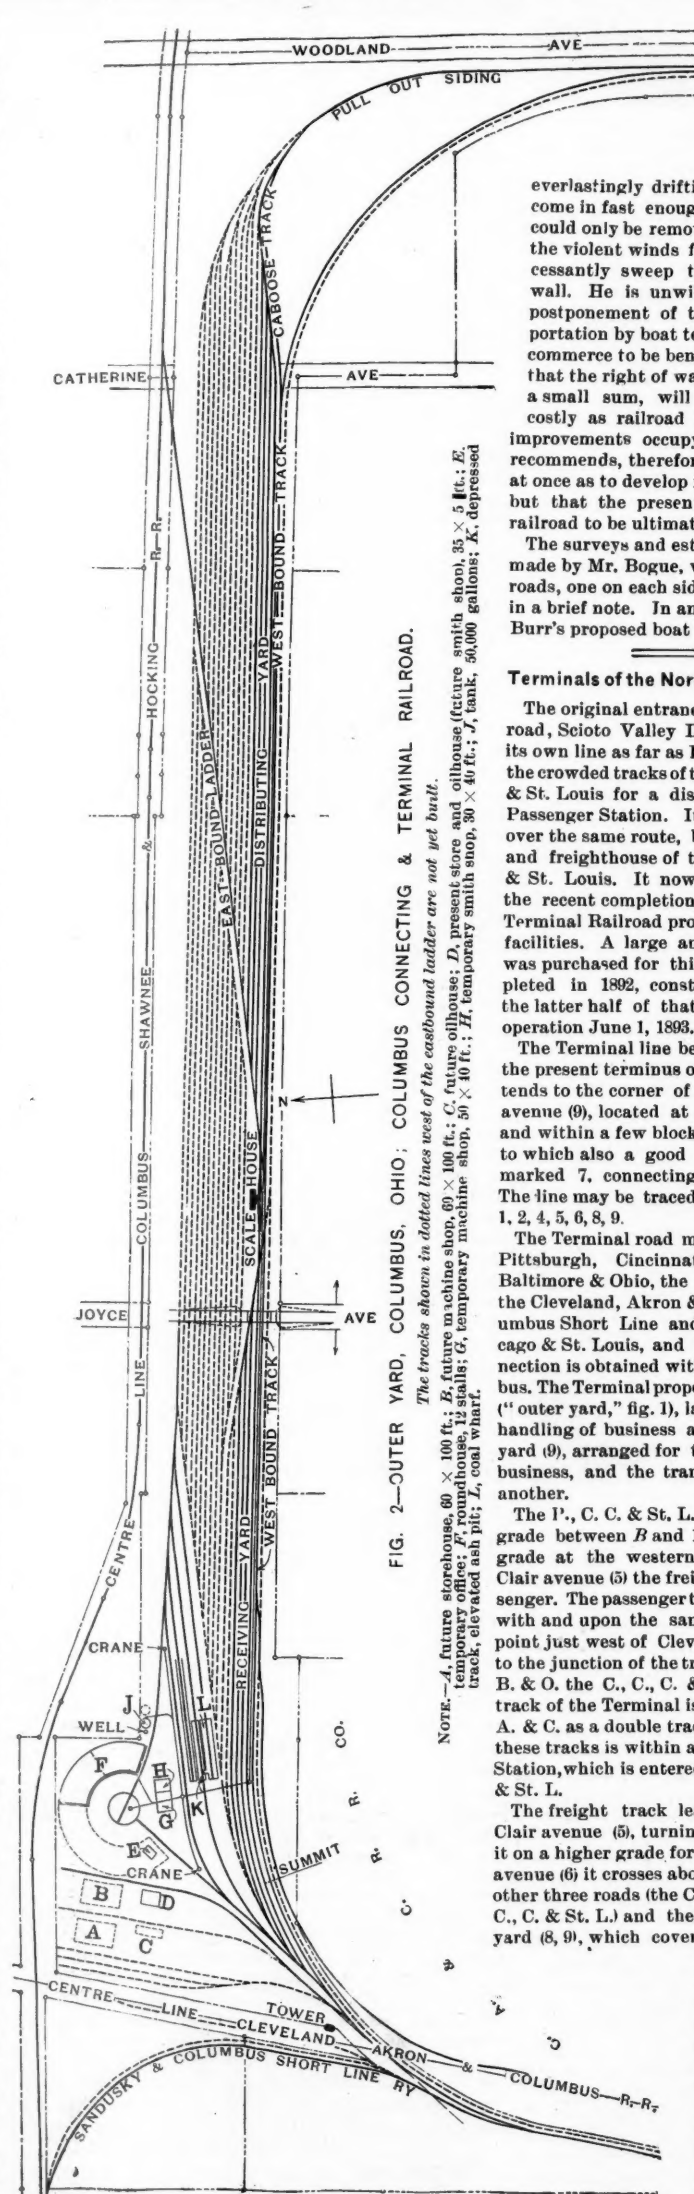 WOODLAND AVE
PULL OUT SIDING
CABOOSE TRACK
CATHERINE AVE
WEST BOUND TRACK
HOCKING R. R.
YARD
EAST BOUND LADDER
DISTRIBUTING
&
SHAWNEE
N
SCALE HOUSE
COLUMBUS
JOYCE AVE
LINE
WEST BOUND TRACK
CENTRE
YARD
RECEIVING
CRANE
J
WELL
L
F
H
G
K
E
CRANE
SUMMIT
B
D
A
C
CO.
R.
R.
C.
&
A.
C.
CENTRE LINE
TOWER
CLEVELAND AKRON & COLUMBUS R. R.
SANDUSKY & COLUMBUS SHORT LINE RY
FIG. 2—OUTER YARD, COLUMBUS, OHIO; COLUMBUS CONNECTING & TERMINAL RAILROAD.
The tracks shown in dotted lines west of the eastbound ladder are not yet built.
NOTE.—A, future storehouse, 60 × 100 ft.; B, future machine shop, 60 × 100 ft.; C, future oilhouse; D, present store and oilhouse (future smith shop), 35 × 5 ft.; E,
temporary office; F, roundhouse, 12 stalls; G, temporary machine shop, 50 × 40 ft.; H, temporary smith shop, 30 × 40 ft.; J, tank, 50,000 gallons; K, depressed
track, elevated ash pit; L, coal wharf.
everlastingly drifti
come in fast enoug
could only be remo
the violent winds f
cessantly sweep t
wall. He is unwi
postponement of t
portation by boat te
commerce to be ben
that the right of wa
a small sum, will
costly as railroad
improvements occupy
recommends, therefor
at once as to develop
but that the presen
railroad to be ultimat
The surveys and est
made by Mr. Bogue, v
roads, one on each sid
in a brief note. In an
Burr's proposed boat
Terminals of the Nor
The original entranc
road, Scioto Valley D
its own line as far as
the crowded tracks of t
& St. Louis for a dis
Passenger Station. It
over the same route, b
and freighthouse of t
& St. Louis. It now
the recent completion
Terminal Railroad pro
facilities. A large ar
was purchased for thi
pleted in 1892, const
the latter half of that
operation June 1, 1893.
The Terminal line be
the present terminus o
tends to the corner of
avenue (9), located at
and within a few block
to which also a good
marked 7, connecting
The line may be traced
1, 2, 4, 5, 6, 8, 9.
The Terminal road m
Pittsburgh, Cincinnat
Baltimore & Ohio, the
the Cleveland, Akron &
umbus Short Line and
cago & St. Louis, and
nection is obtained wit
bus. The Terminal prope
("outer yard," fig. 1), la
handling of business a
yard (9), arranged for t
business, and the tran
another.
The P., C. C. & St. L.
grade between B and
grade at the western
Clair avenue (5) the frei
senger. The passenger t
with and upon the san
point just west of Clev
to the junction of the tr
B. & O. the C., C., C. &
track of the Terminal is
A. & C. as a double trac
these tracks is within a
Station, which is entere
& St. L.
The freight track le
Clair avenue (5), turnin
it on a higher grade for
avenue (6) it crosses abo
other three roads (the C
C., C. & St. L.) and the
yard (8, 9), which cover